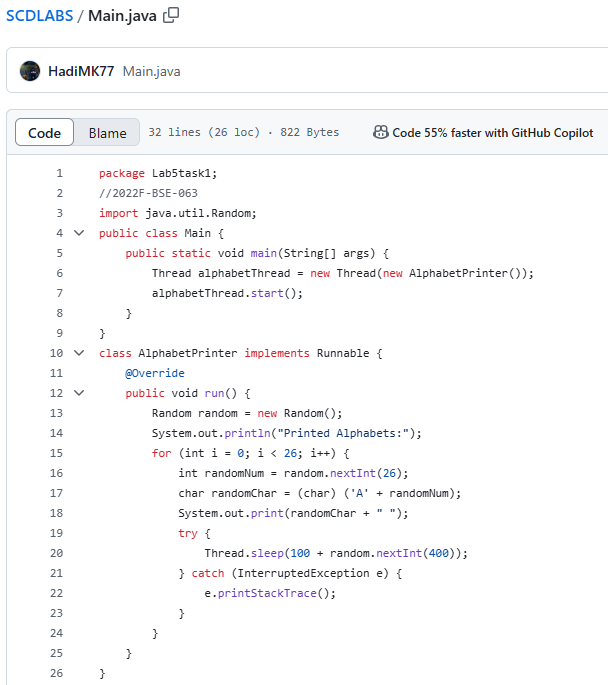 SCDLABS / Main.java
HadiMK77 Main.java
Code Blame 32 lines (26 loc) · 822 Bytes Code 55% faster with GitHub Copilot
1 package Lab5task1;
2 //2022F-BSE-063
3 import java.util.Random;
4 public class Main {
5 public static void main(String[] args) {
6 Thread alphabetThread = new Thread(new AlphabetPrinter());
7 alphabetThread.start();
8 }
9 }
10 class AlphabetPrinter implements Runnable {
11 @Override
12 public void run() {
13 Random random = new Random();
14 System.out.println("Printed Alphabets:");
15 for (int i = 0; i < 26; i++) {
16 int randomNum = random.nextInt(26);
17 char randomChar = (char) ('A' + randomNum);
18 System.out.print(randomChar + " ");
19 try {
20 Thread.sleep(100 + random.nextInt(400));
21 } catch (InterruptedException e) {
22 e.printStackTrace();
23 }
24 }
25 }
26 }